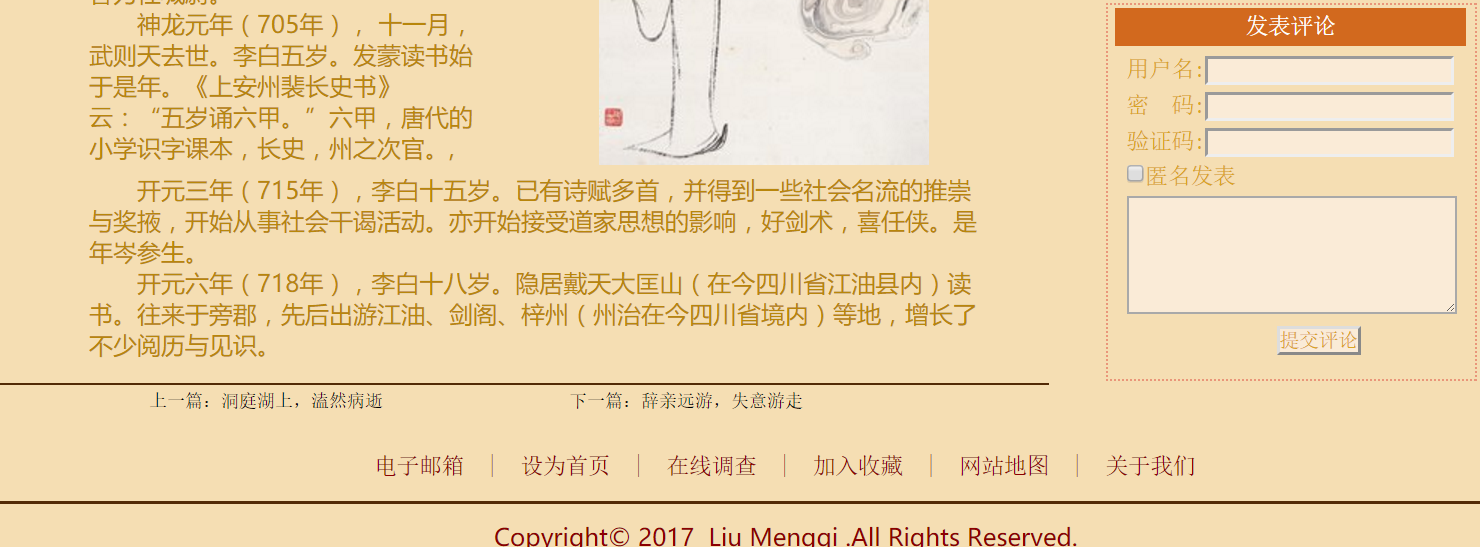 神龙元年（705年）， 十一月，
武则天去世。李白五岁。发蒙读书始
于是年。《上安州裴长史书》
云：“五岁诵六甲。”六甲，唐代的
小学识字课本，长史，州之次官。，
开元三年（715年），李白十五岁。已有诗赋多首，并得到一些社会名流的推崇
与奖掖，开始从事社会干谒活动。亦开始接受道家思想的影响，好剑术，喜任侠。是
年岑参生。
开元六年（718年），李白十八岁。隐居戴天大匡山（在今四川省江油县内）读
书。往来于旁郡，先后出游江油、剑阁、梓州（州治在今四川省境内）等地，增长了
不少阅历与见识。
发表评论
用户名:
密　码:
验证码:
匿名发表
提交评论
上一篇：洞庭湖上，溘然病逝 下一篇：辞亲远游，失意游走
电子邮箱 ｜ 设为首页 ｜ 在线调查 ｜ 加入收藏 ｜ 网站地图 ｜ 关于我们
Copyright© 2017 Liu Mengqi .All Rights Reserved.